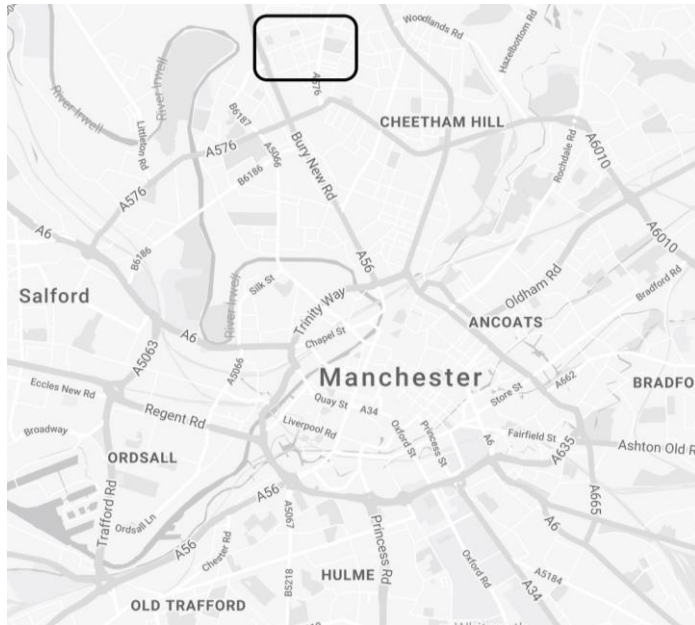 Woodlands Rd
Hazelbottom Rd
River Irwell
River Irwell
A576
B6187
Littleton Rd
CHEETHAM HILL
A576
A5066
Bury New Rd
A6010
Rochdale Rd
B6186
A576
A6
B6186
A6010
A56
Bradford Rd
Oldham Rd
Salford
River Irwell
Silk St
Trinity Way
ANCOATS
A6
Chapel St
A5063
A5066
Manchester
A662
BRADFO
Eccles New Rd
Store St
Quay St
A34
Regent Rd
Liverpool Rd
Oxford St
Princess St
A6
Fairfield St
Broadway
A635
Ashton Old R
ORDSALL
Trafford Rd
A56
A5067
A665
Ordsall Ln
A56
Chester Rd
Princess Rd
A6
Oxford Rd
HULME
B5218
A5184
A34
OLD TRAFFORD